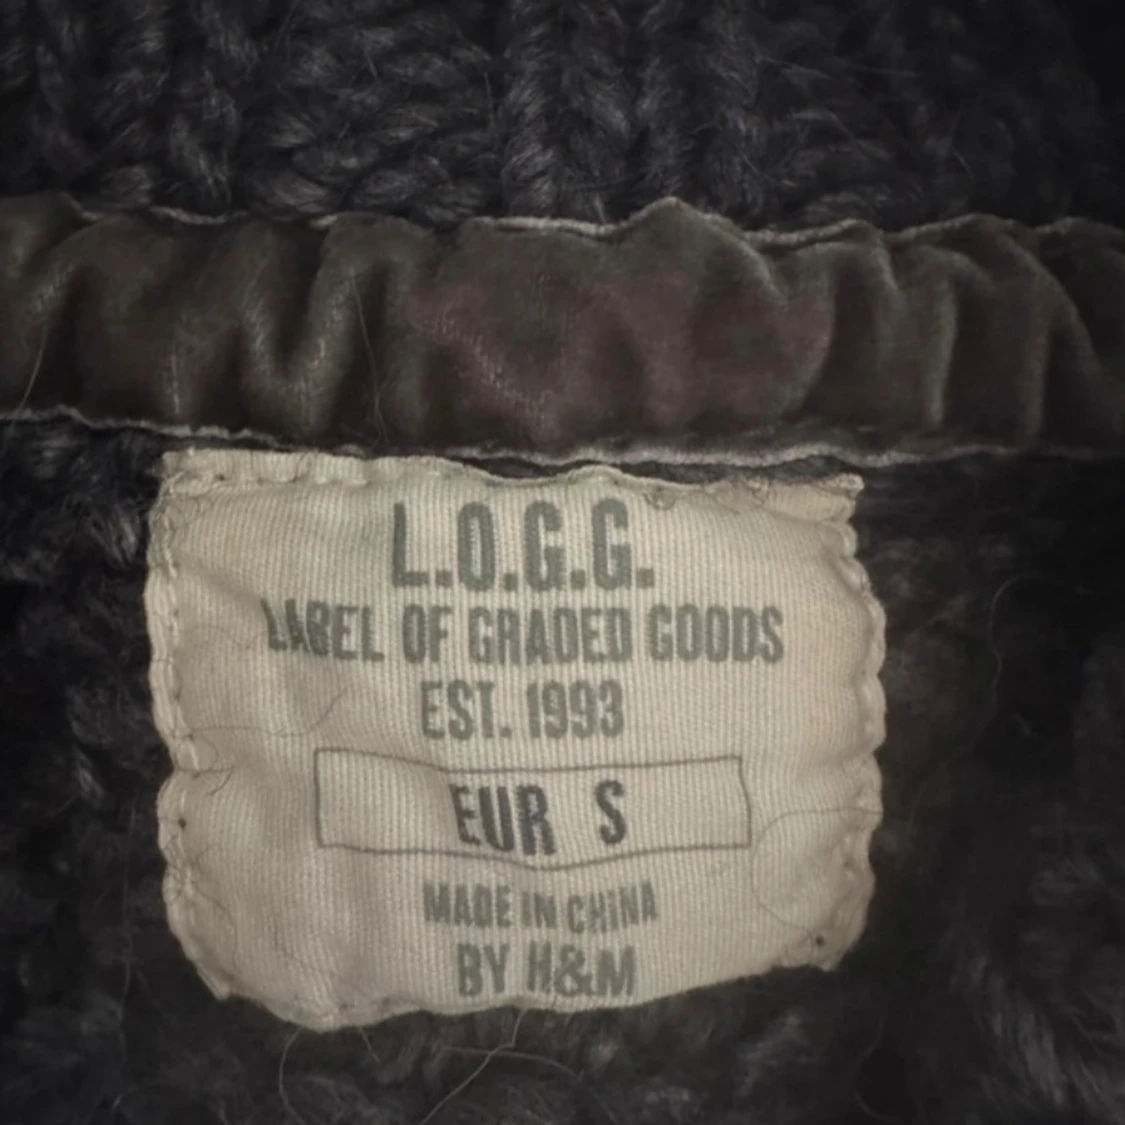 L.O.G.G.
LABEL OF GRADED GOODS
EST. 1993
EUR S
MADE IN CHINA
BY H&M